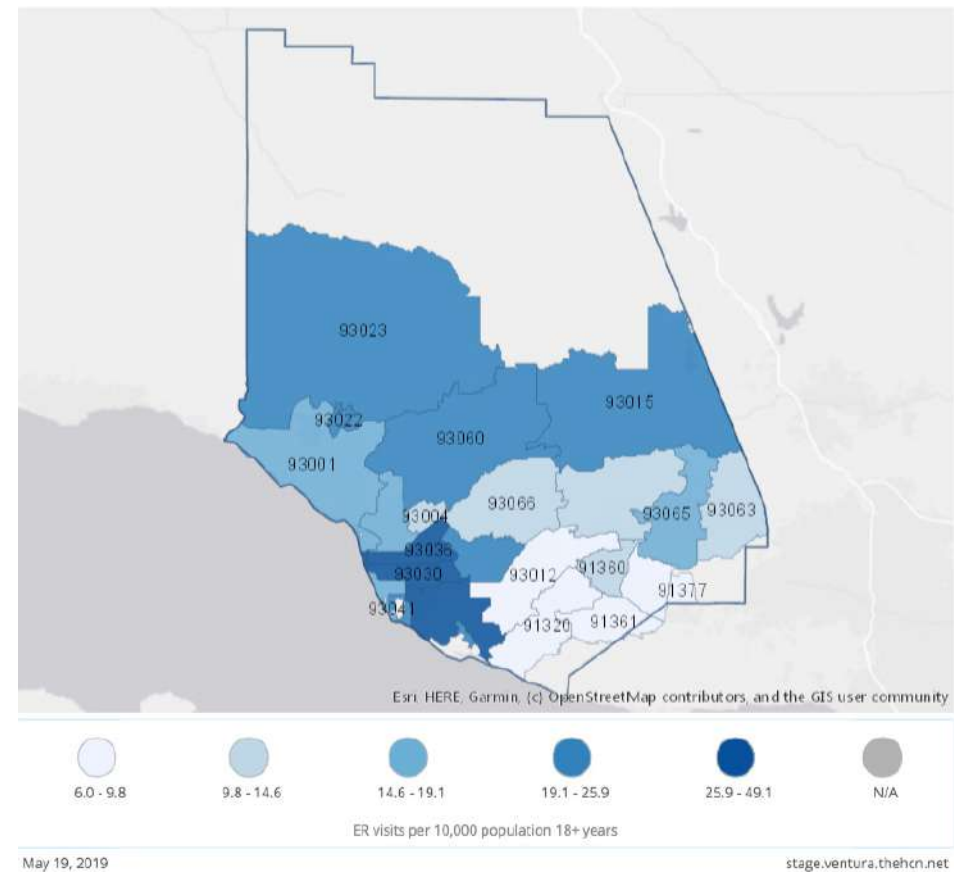 93023
93015
93022
93060
93001
93066
93004
93065
93063
93036
93030
93012
91360
91377
93041
91320
91361
Esri, HERE, Garmin, (c) OpenStreetMap contributors, and the GIS user community
6.0 - 9.8
9.8 - 14.6
14.6 - 19.1
19.1 - 25.9
25.9 - 49.1
N/A
ER visits per 10,000 population 18+ years
May 19, 2019
stage.ventura.thehcn.net